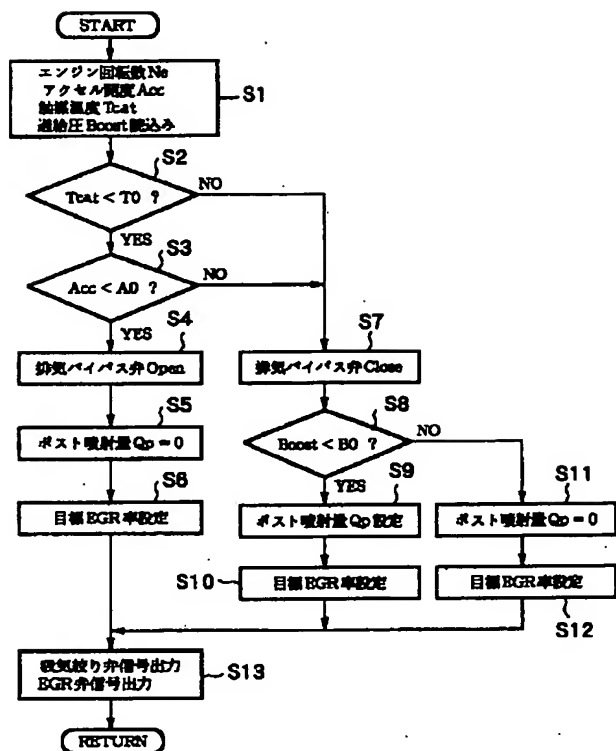 START
エンジン回転数Ne
アクセル開度Acc
触媒温度Tcat
過給圧Boost読込み
S1
S2
Tcat < T0 ?
NO
YES
S3
Acc < A0 ?
NO
YES
S4
排気バイパス弁Open
S5
ポスト噴射量Qp = 0
S6
目標EGR率設定
S7
排気バイパス弁Close
S8
Boost < B0 ?
NO
YES
S9
ポスト噴射量Qp設定
S10
目標EGR率設定
S11
ポスト噴射量Qp = 0
目標EGR率設定
S12
吸気絞り弁信号出力
EGR弁信号出力
S13
RETURN